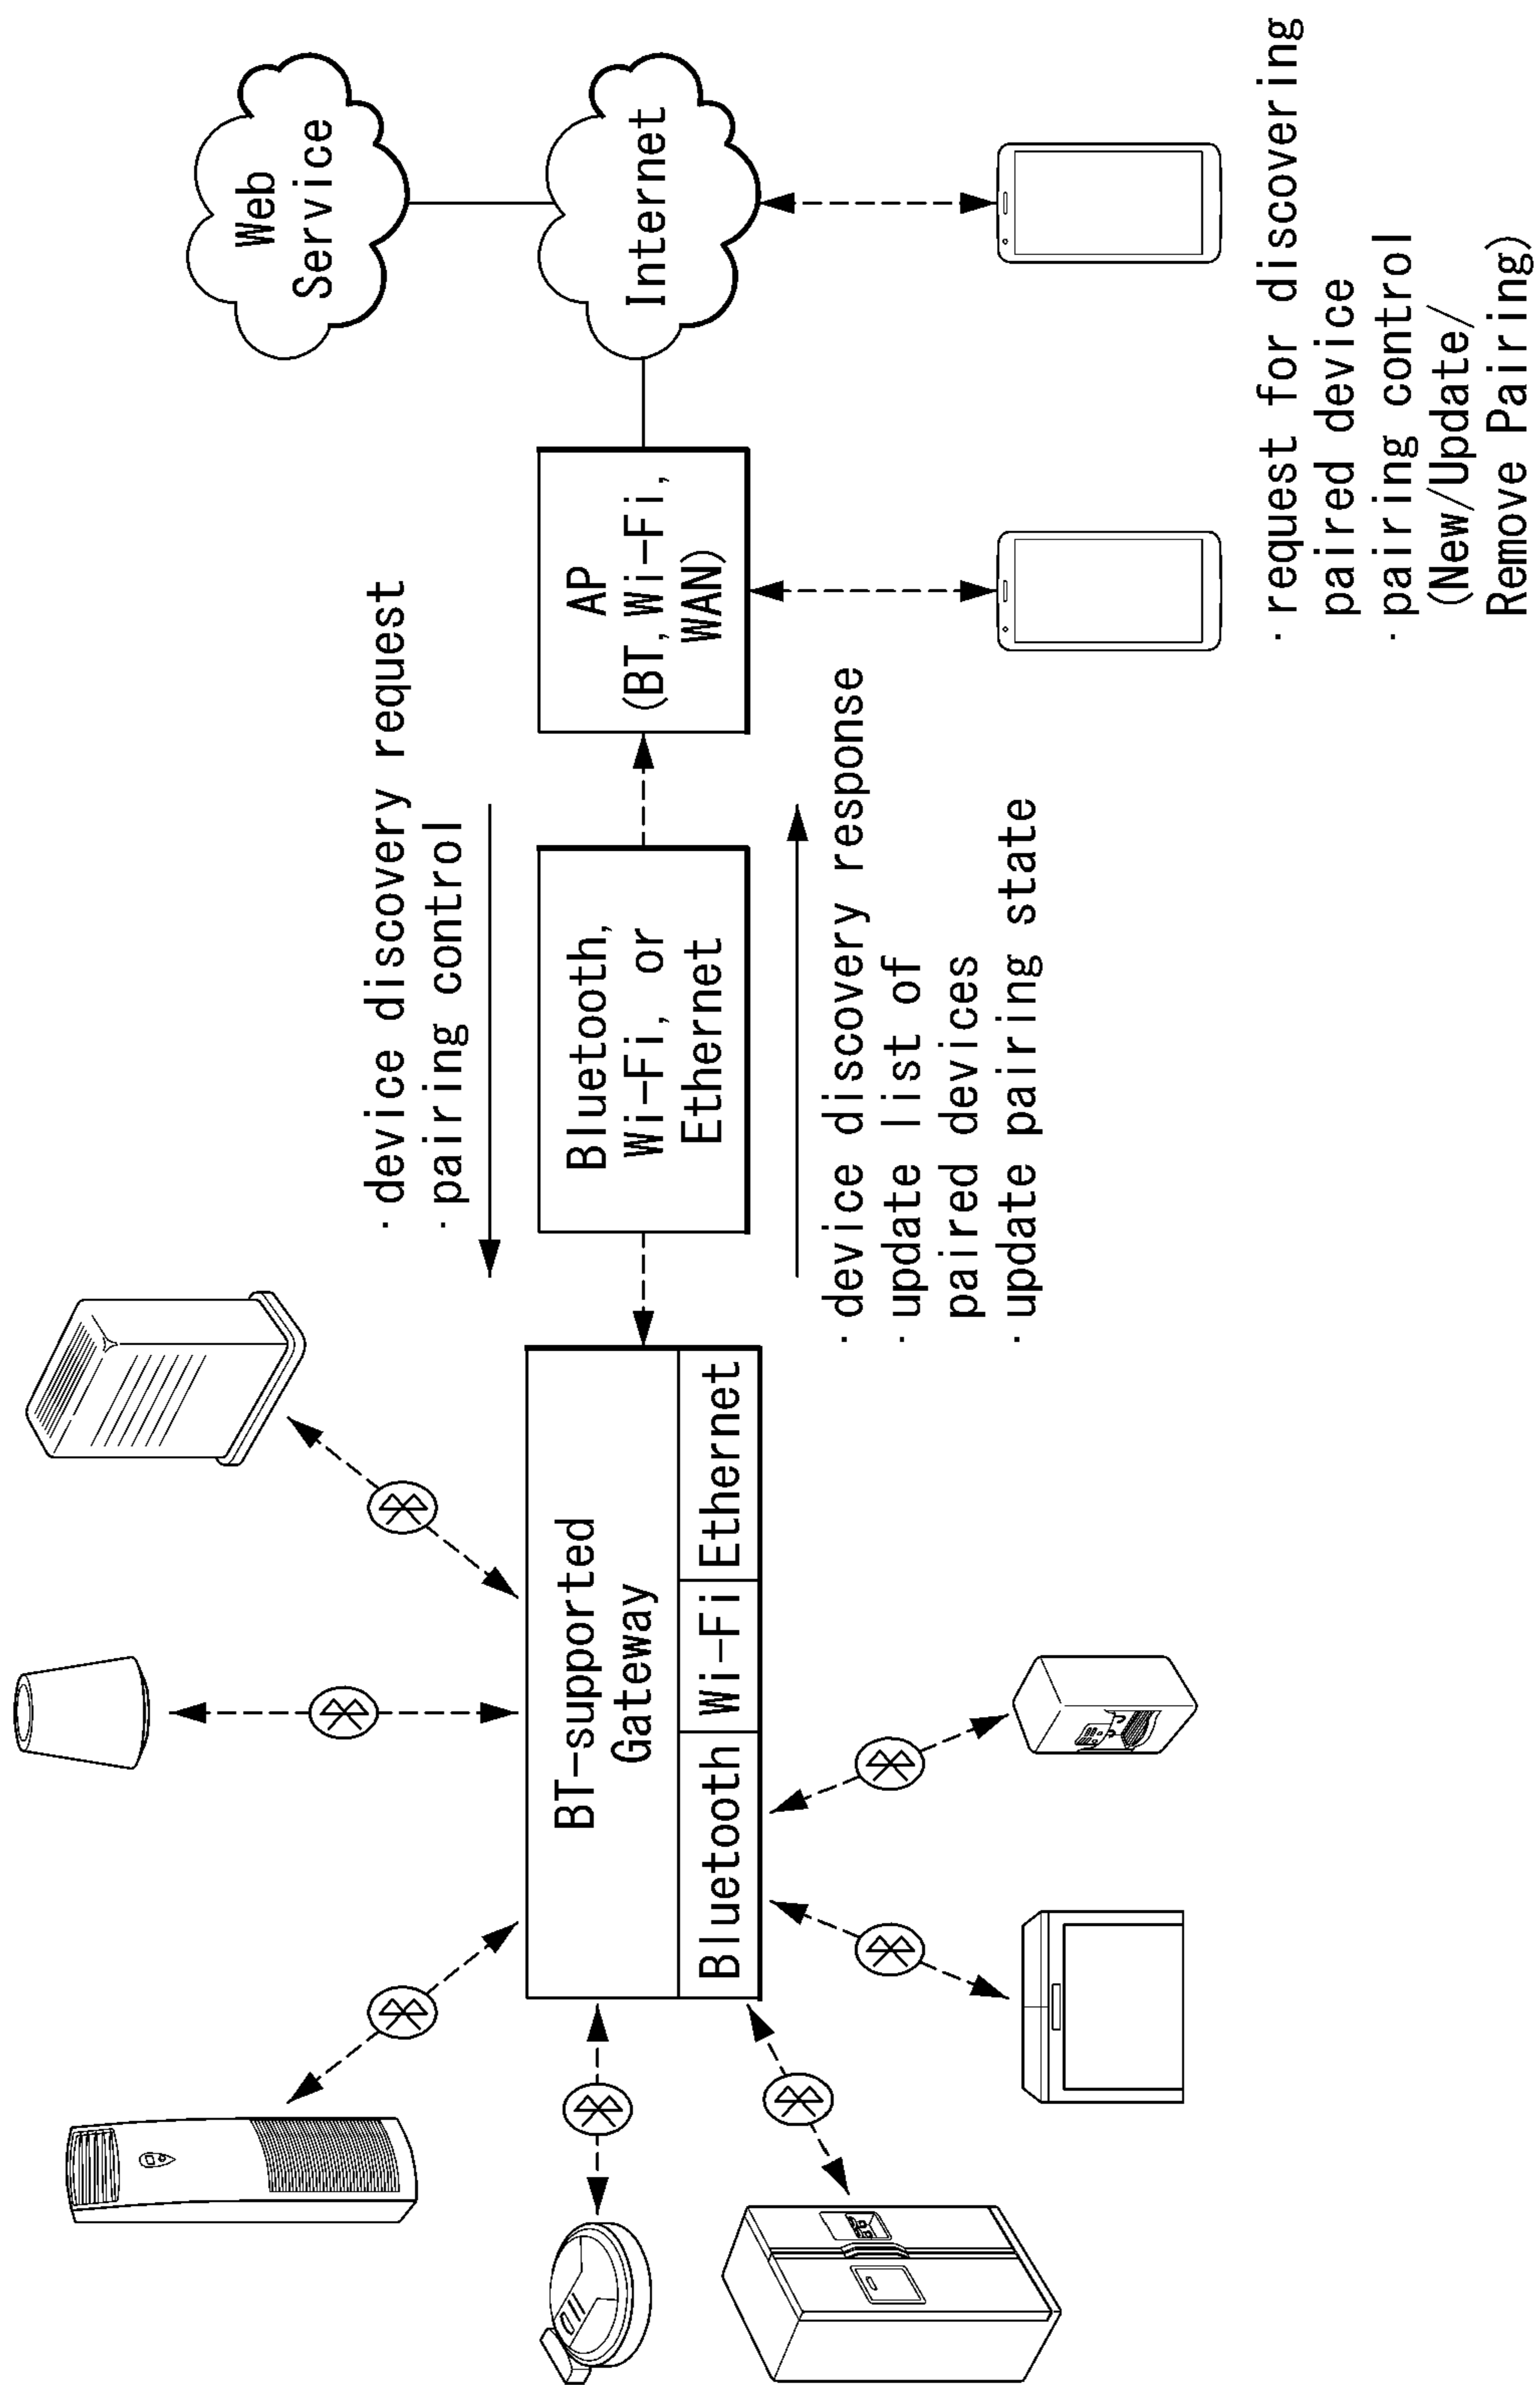 Web
Service
Internet
· device discovery request
· pairing control
AP
(BT, Wi-Fi,
WAN)
Bluetooth,
Wi-Fi, or
Ethernet
BT-supported
Gateway
Bluetooth
Wi-Fi
Ethernet
· device discovery response
· update list of
paired devices
· update pairing state
· request for discovering
paired device
· pairing control
(New/Update/
Remove Pairing)